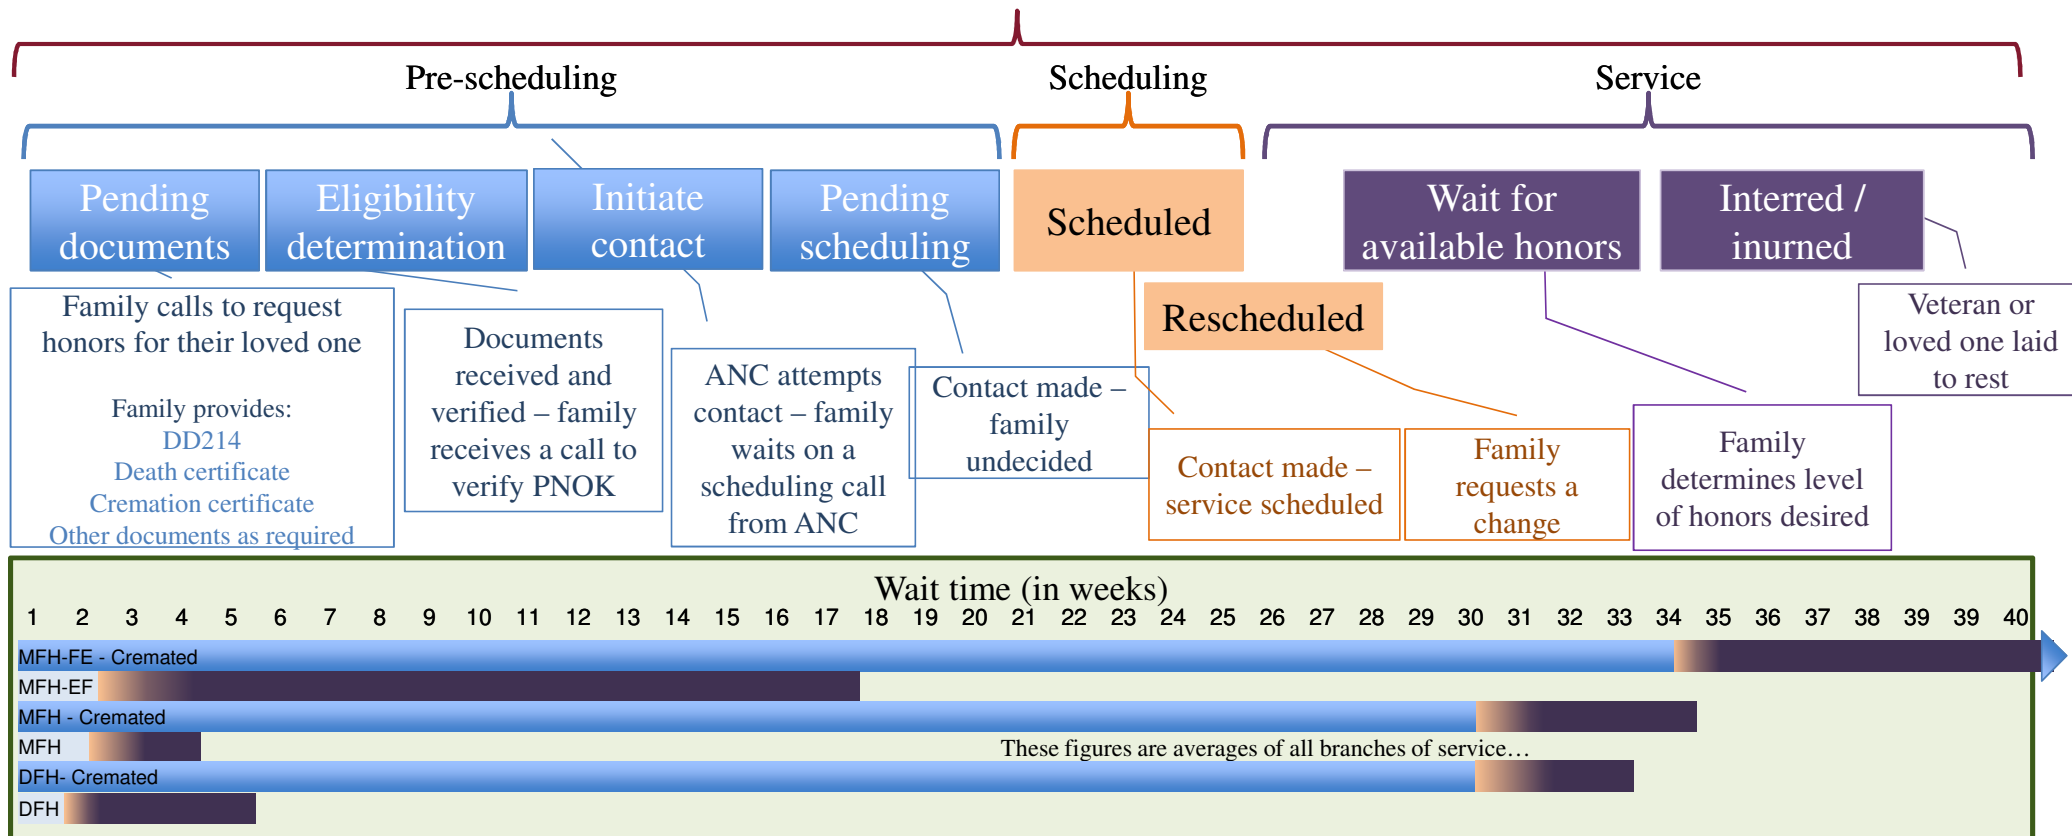 Pre-scheduling
Scheduling
Service
Pending
documents
Eligibility
determination
Initiate
contact
Pending
scheduling
Scheduled
Rescheduled
Wait for
available honors
Interred /
inurned
Family calls to request
honors for their loved one
Family provides:
DD214
Death certificate
Cremation certificate
Other documents as required
Documents
received and
verified – family
receives a call to
verify PNOK
ANC attempts
contact – family
waits on a
scheduling call
from ANC
Contact made –
family
undecided
Contact made –
service scheduled
Family
requests a
change
Family
determines level
of honors desired
Veteran or
loved one laid
to rest
Wait time (in weeks)
1 2 3 4 5 6 7 8 9 10 11 12 13 14 15 16 17 18 19 20 21 22 23 24 25 26 27 28 29 30 31 32 33 34 35 36 37 38 39 39 40
MFH-FE - Cremated
MFH-EF
MFH - Cremated
MFH
These figures are averages of all branches of service…
DFH- Cremated
DFH